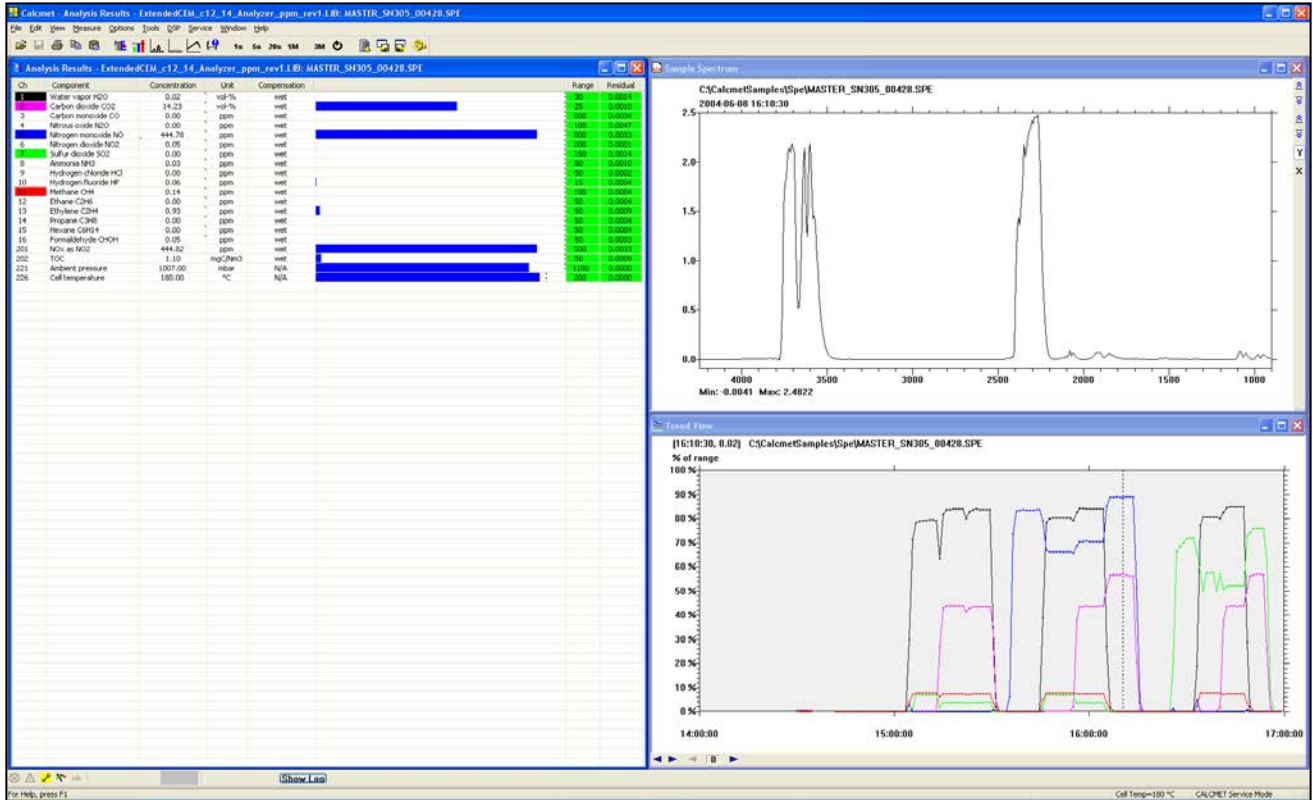 Calcmet - Analysis Results - ExtendedCEM_c12_14_Analyzer_ppm_rev1.LIB: MASTER_SN305_00428.SPE
File Edit View Measure Options Tools DSP Service Window Help
1s 5s 20s 1M 3M
Analysis Results - ExtendedCEM_c12_14_Analyzer_ppm_rev1.LIB: MASTER_SN305_00428.SPE
Ch Component Concentration Unit Compensation Range Residual
1 Water vapor H2O 0.02 vol-% wet 30 0.0014
2 Carbon dioxide CO2 14.23 vol-% wet 25 0.0010
3 Carbon monoxide CO 0.00 ppm wet 500 0.0034
4 Nitrous oxide N2O 0.00 ppm wet 100 0.0047
Nitrogen monoxide NO 444.78 ppm wet 500 0.0033
6 Nitrogen dioxide NO2 0.05 ppm wet 200 0.0001
7 Sulfur dioxide SO2 0.00 ppm wet 150 0.0014
8 Ammonia NH3 0.03 ppm wet 50 0.0010
9 Hydrogen chloride HCl 0.00 ppm wet 50 0.0002
10 Hydrogen fluoride HF 0.06 ppm wet 15 0.0004
11 Methane CH4 0.14 ppm wet 100 0.0004
12 Ethane C2H6 0.00 ppm wet 50 0.0004
13 Ethylene C2H4 0.93 ppm wet 50 0.0009
14 Propane C3H8 0.00 ppm wet 50 0.0004
15 Hexane C6H14 0.00 ppm wet 50 0.0004
16 Formaldehyde CHOH 0.05 ppm wet 50 0.0003
201 NOx as NO2 444.82 ppm wet 500 0.0033
202 TOC 1.10 mgC/Nm3 wet 50 0.0009
221 Ambient pressure 1007.00 mbar N/A 1150 0.0000
226 Cell temperature 180.00 °C N/A 200 0.0000
Sample Spectrum
C:\CalcmetSamples\Spe\MASTER_SN305_00428.SPE
2004-06-08 16:10:30
2.5
2.0
1.5
1.0
0.5
0.0
4000 3500 3000 2500 2000 1500 1000
Min: -0.0041 Max: 2.4822
Y
X
Trend View
(16:10:30, 0.02) C:\CalcmetSamples\Spe\MASTER_SN305_00428.SPE
% of range
100 %
90 %
80 %
70 %
60 %
50 %
40 %
30 %
20 %
10 %
0 %
14:00:00 15:00:00 16:00:00 17:00:00
0
Show Log
For Help, press F1
Cell Temp=180 °C CALCMET Service Mode